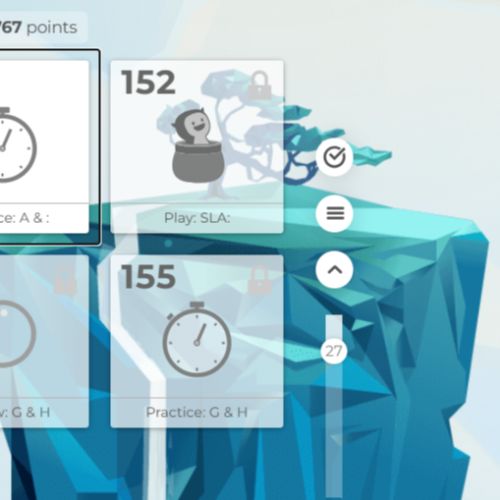 767 points
152
ce: A & :
Play: SLA:
155
27
w: G & H
Practice: G & H